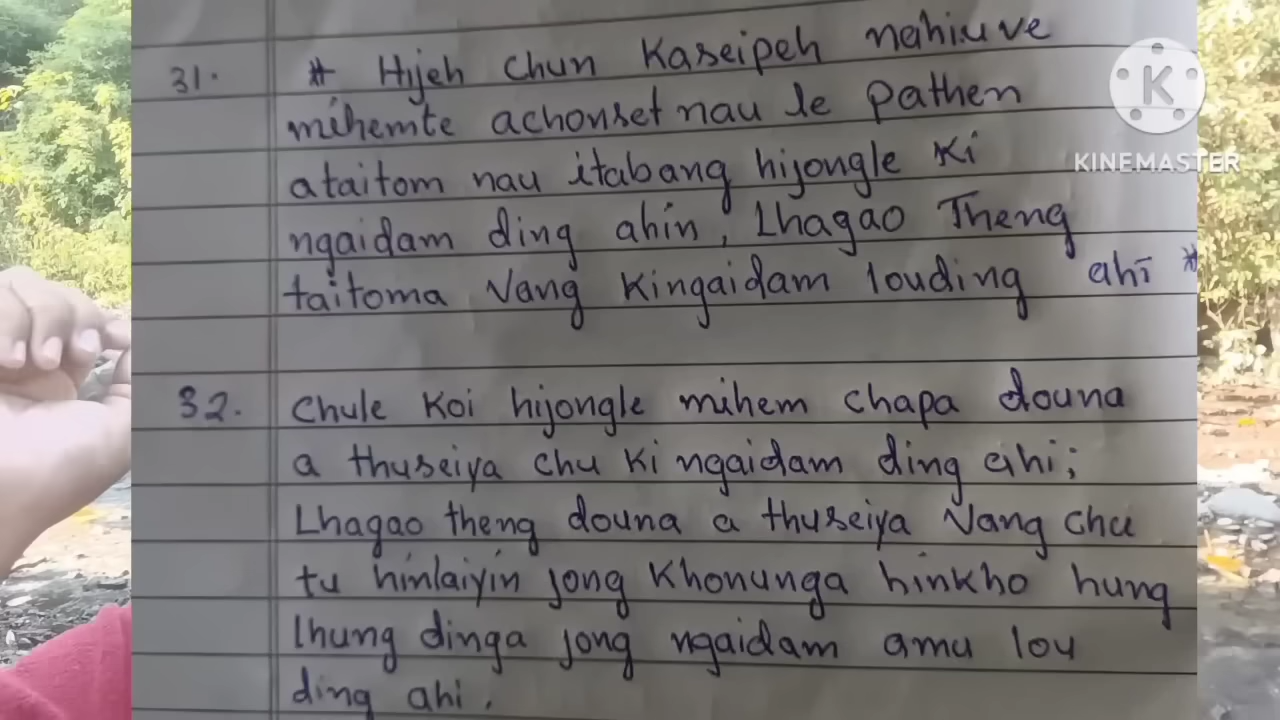 31. * Hijeh chun Kaseipeh nahiuve
mihemte achonset nau le pathen
ataitom nau itabang hijongle Ki
ngaidam ding ahin, Lhagao Theng
taitoma Vang Kingaidam louding ahi *
32. Chule Koi hijongle mihem chapa douna
a thuseiya chu Ki ngaidam ding ahi;
Lhagao theng douna a thuseiya Vang chu
tu hinlaiyin jong Khonunga hinkho hung
lhung dinga jong ngaidam amu lou
ding ahi.
K
KINEMASTER